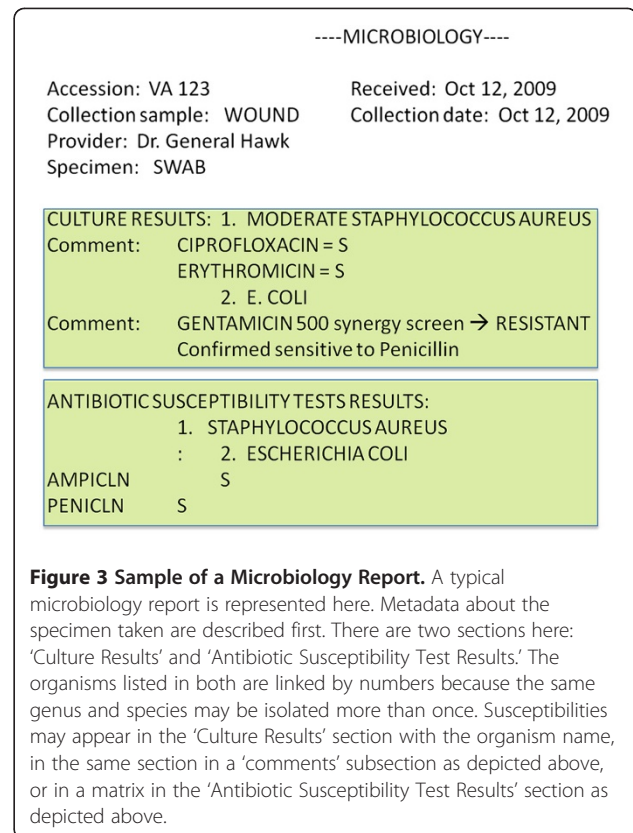 ----MICROBIOLOGY----
Accession: VA 123 Received: Oct 12, 2009
Collection sample: WOUND Collection date: Oct 12, 2009
Provider: Dr. General Hawk
Specimen: SWAB
CULTURE RESULTS: 1. MODERATE STAPHYLOCOCCUS AUREUS
Comment: CIPROFLOXACIN = S
ERYTHROMICIN = S
2. E. COLI
Comment: GENTAMICIN 500 synergy screen → RESISTANT
Confirmed sensitive to Penicillin
ANTIBIOTIC SUSCEPTIBILITY TESTS RESULTS:
1. STAPHYLOCOCCUS AUREUS
: 2. ESCHERICHIA COLI
AMPICLN S
PENICLN S
Figure 3 Sample of a Microbiology Report. A typical
microbiology report is represented here. Metadata about the
specimen taken are described first. There are two sections here:
‘Culture Results’ and ‘Antibiotic Susceptibility Test Results.’ The
organisms listed in both are linked by numbers because the same
genus and species may be isolated more than once. Susceptibilities
may appear in the ‘Culture Results’ section with the organism name,
in the same section in a ‘comments’ subsection as depicted above,
or in a matrix in the ‘Antibiotic Susceptibility Test Results’ section as
depicted above.